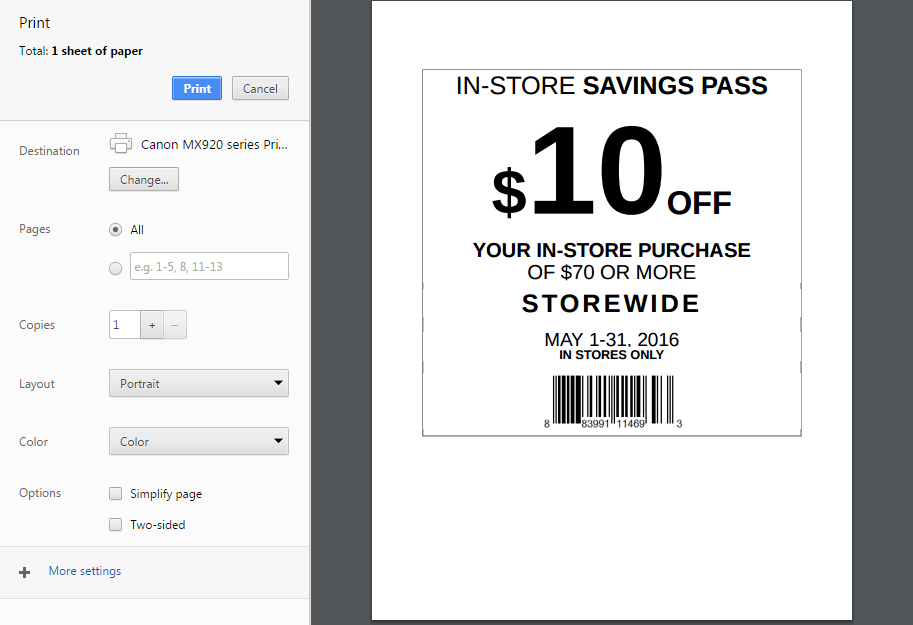 Print
Total: 1 sheet of paper
Print Cancel
Destination Canon MX920 series Pri...
Change...
Pages All
e.g. 1-5, 8, 11-13
Copies 1 + −
Layout Portrait
Color Color
Options Simplify page
Two-sided
+ More settings
IN-STORE SAVINGS PASS
$10 OFF
YOUR IN-STORE PURCHASE
OF $70 OR MORE
STOREWIDE
MAY 1-31, 2016
IN STORES ONLY
8 83991 11469 3